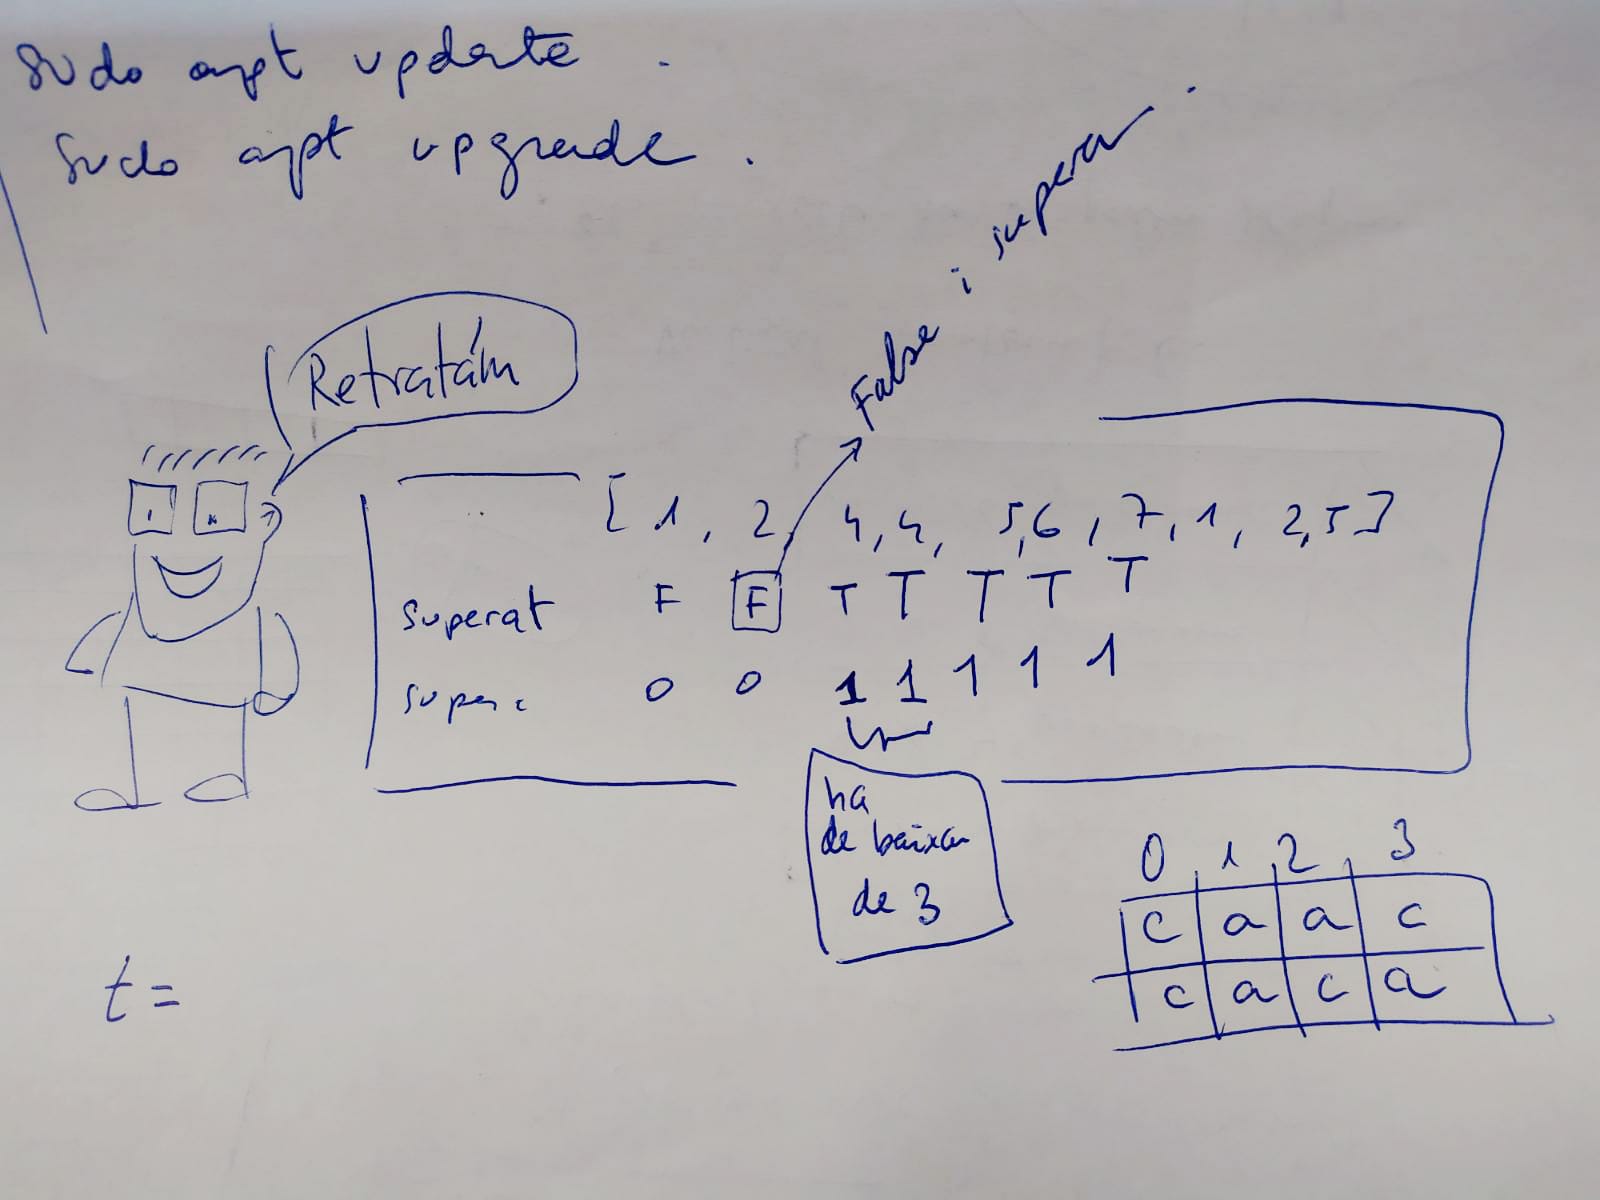 sudo apt update .
sudo apt upgrade .
False i supera .
Retratám
[ 1 , 2, 4, 4, 5, 6, 7, 1, 2, 5 ]
superat F F T T T T T
super. 0 0 1 1 1 1 1
ha
de baixar
de 3
0 1 2 3
c a a c
c a c a
t =